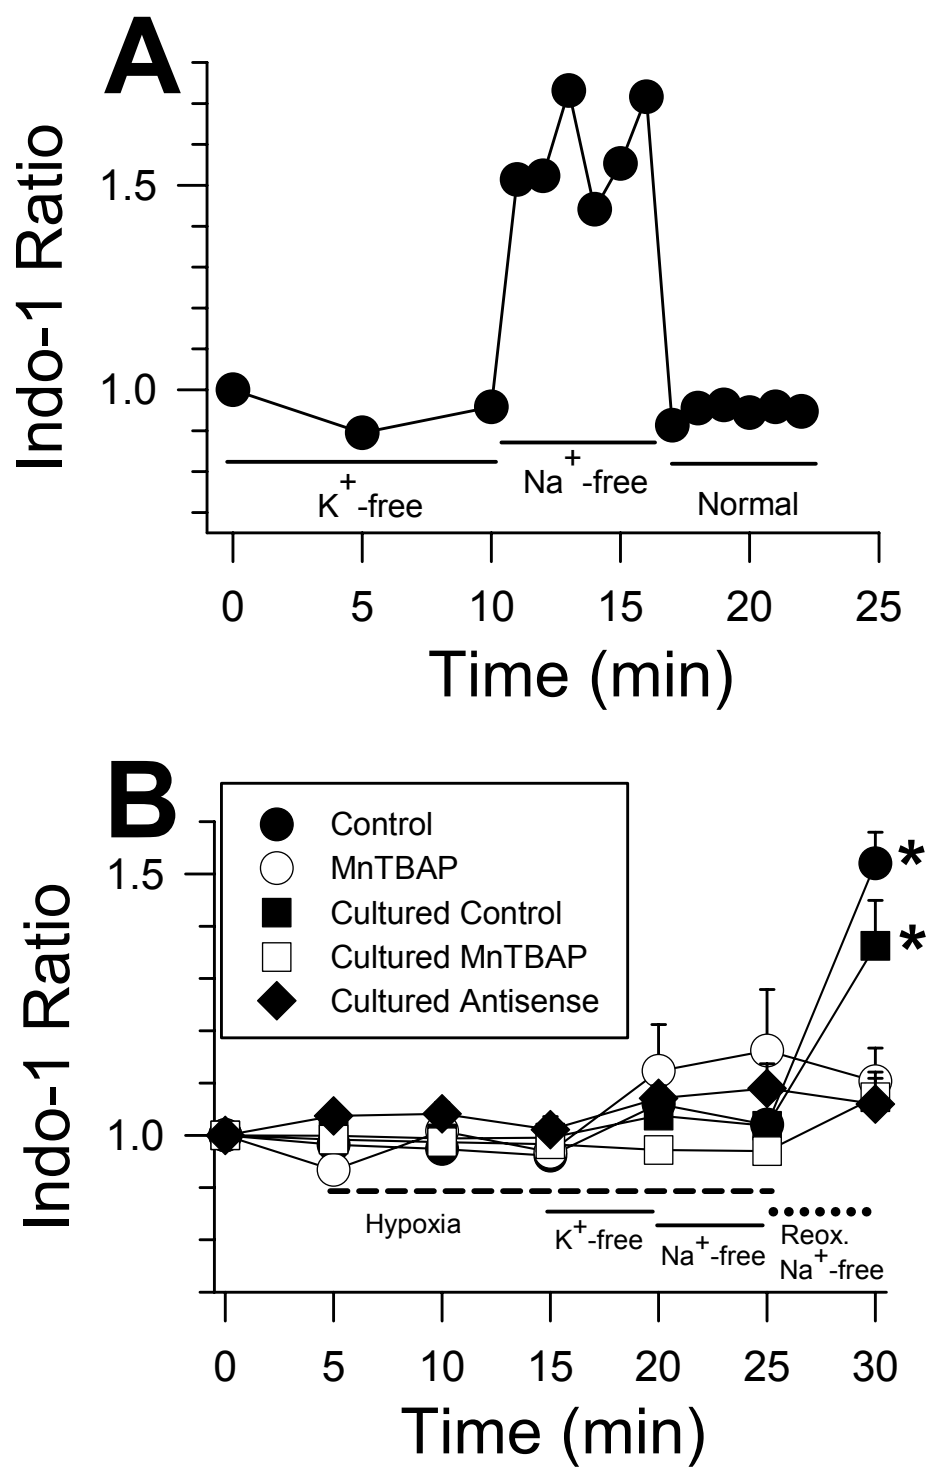 A
Indo-1 Ratio
1.5
1.0
K+-free
Na+-free
Normal
0 5 10 15 20 25
Time (min)
B
Control
MnTBAP
Cultured Control
Cultured MnTBAP
Cultured Antisense
Indo-1 Ratio
1.5
1.0
*
*
Hypoxia
K+-free
Na+-free
Reox.
Na+-free
0 5 10 15 20 25 30
Time (min)